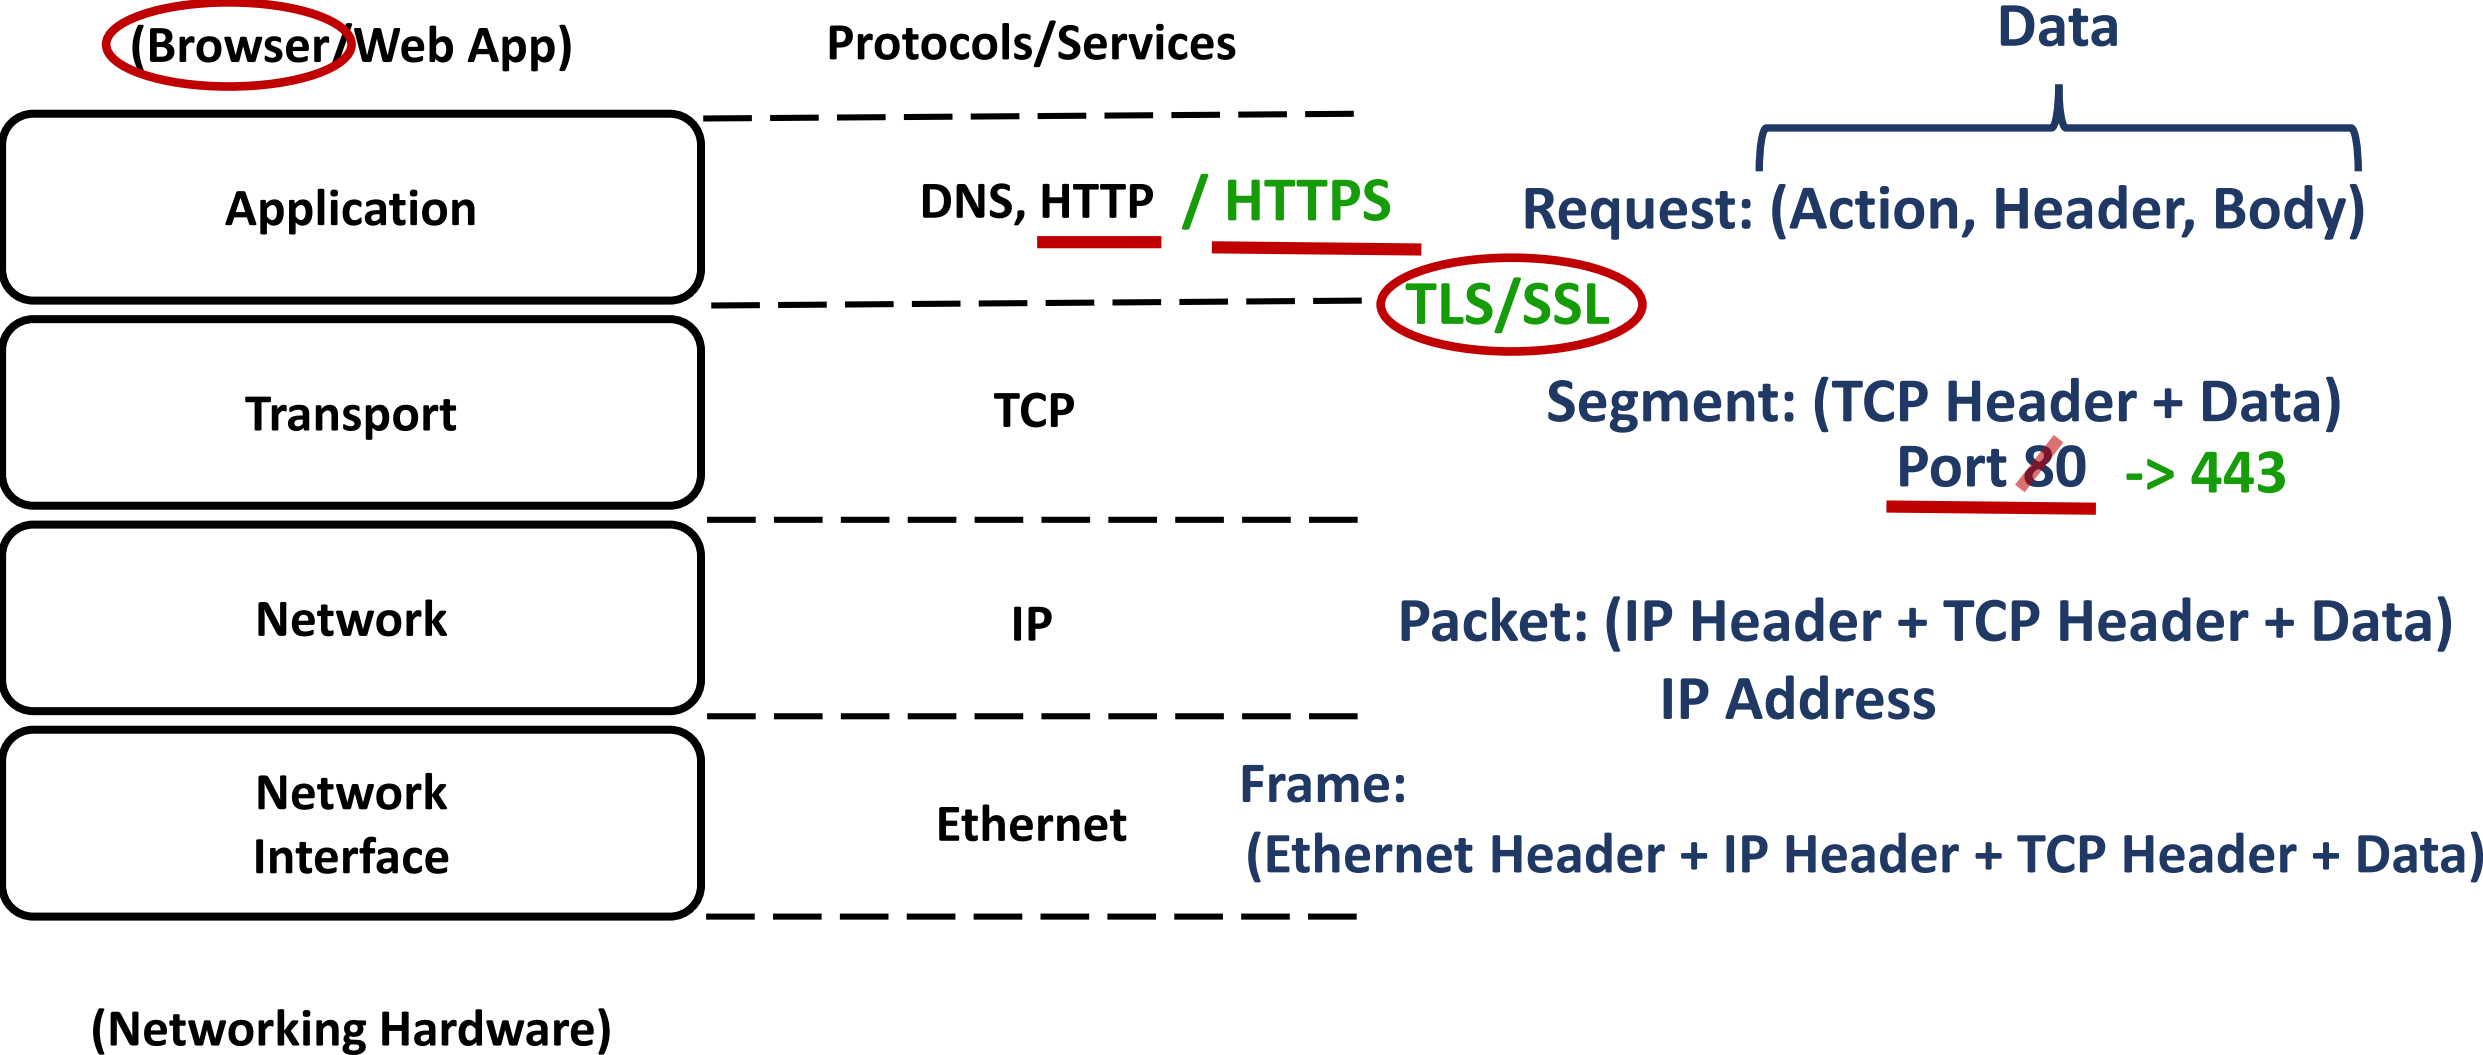 (Browser/Web App)
Protocols/Services
Data
Application
DNS, HTTP / HTTPS
Request: (Action, Header, Body)
TLS/SSL
Transport
TCP
Segment: (TCP Header + Data)
Port 80 -> 443
Network
IP
Packet: (IP Header + TCP Header + Data)
IP Address
Network
Interface
Ethernet
Frame:
(Ethernet Header + IP Header + TCP Header + Data)
(Networking Hardware)